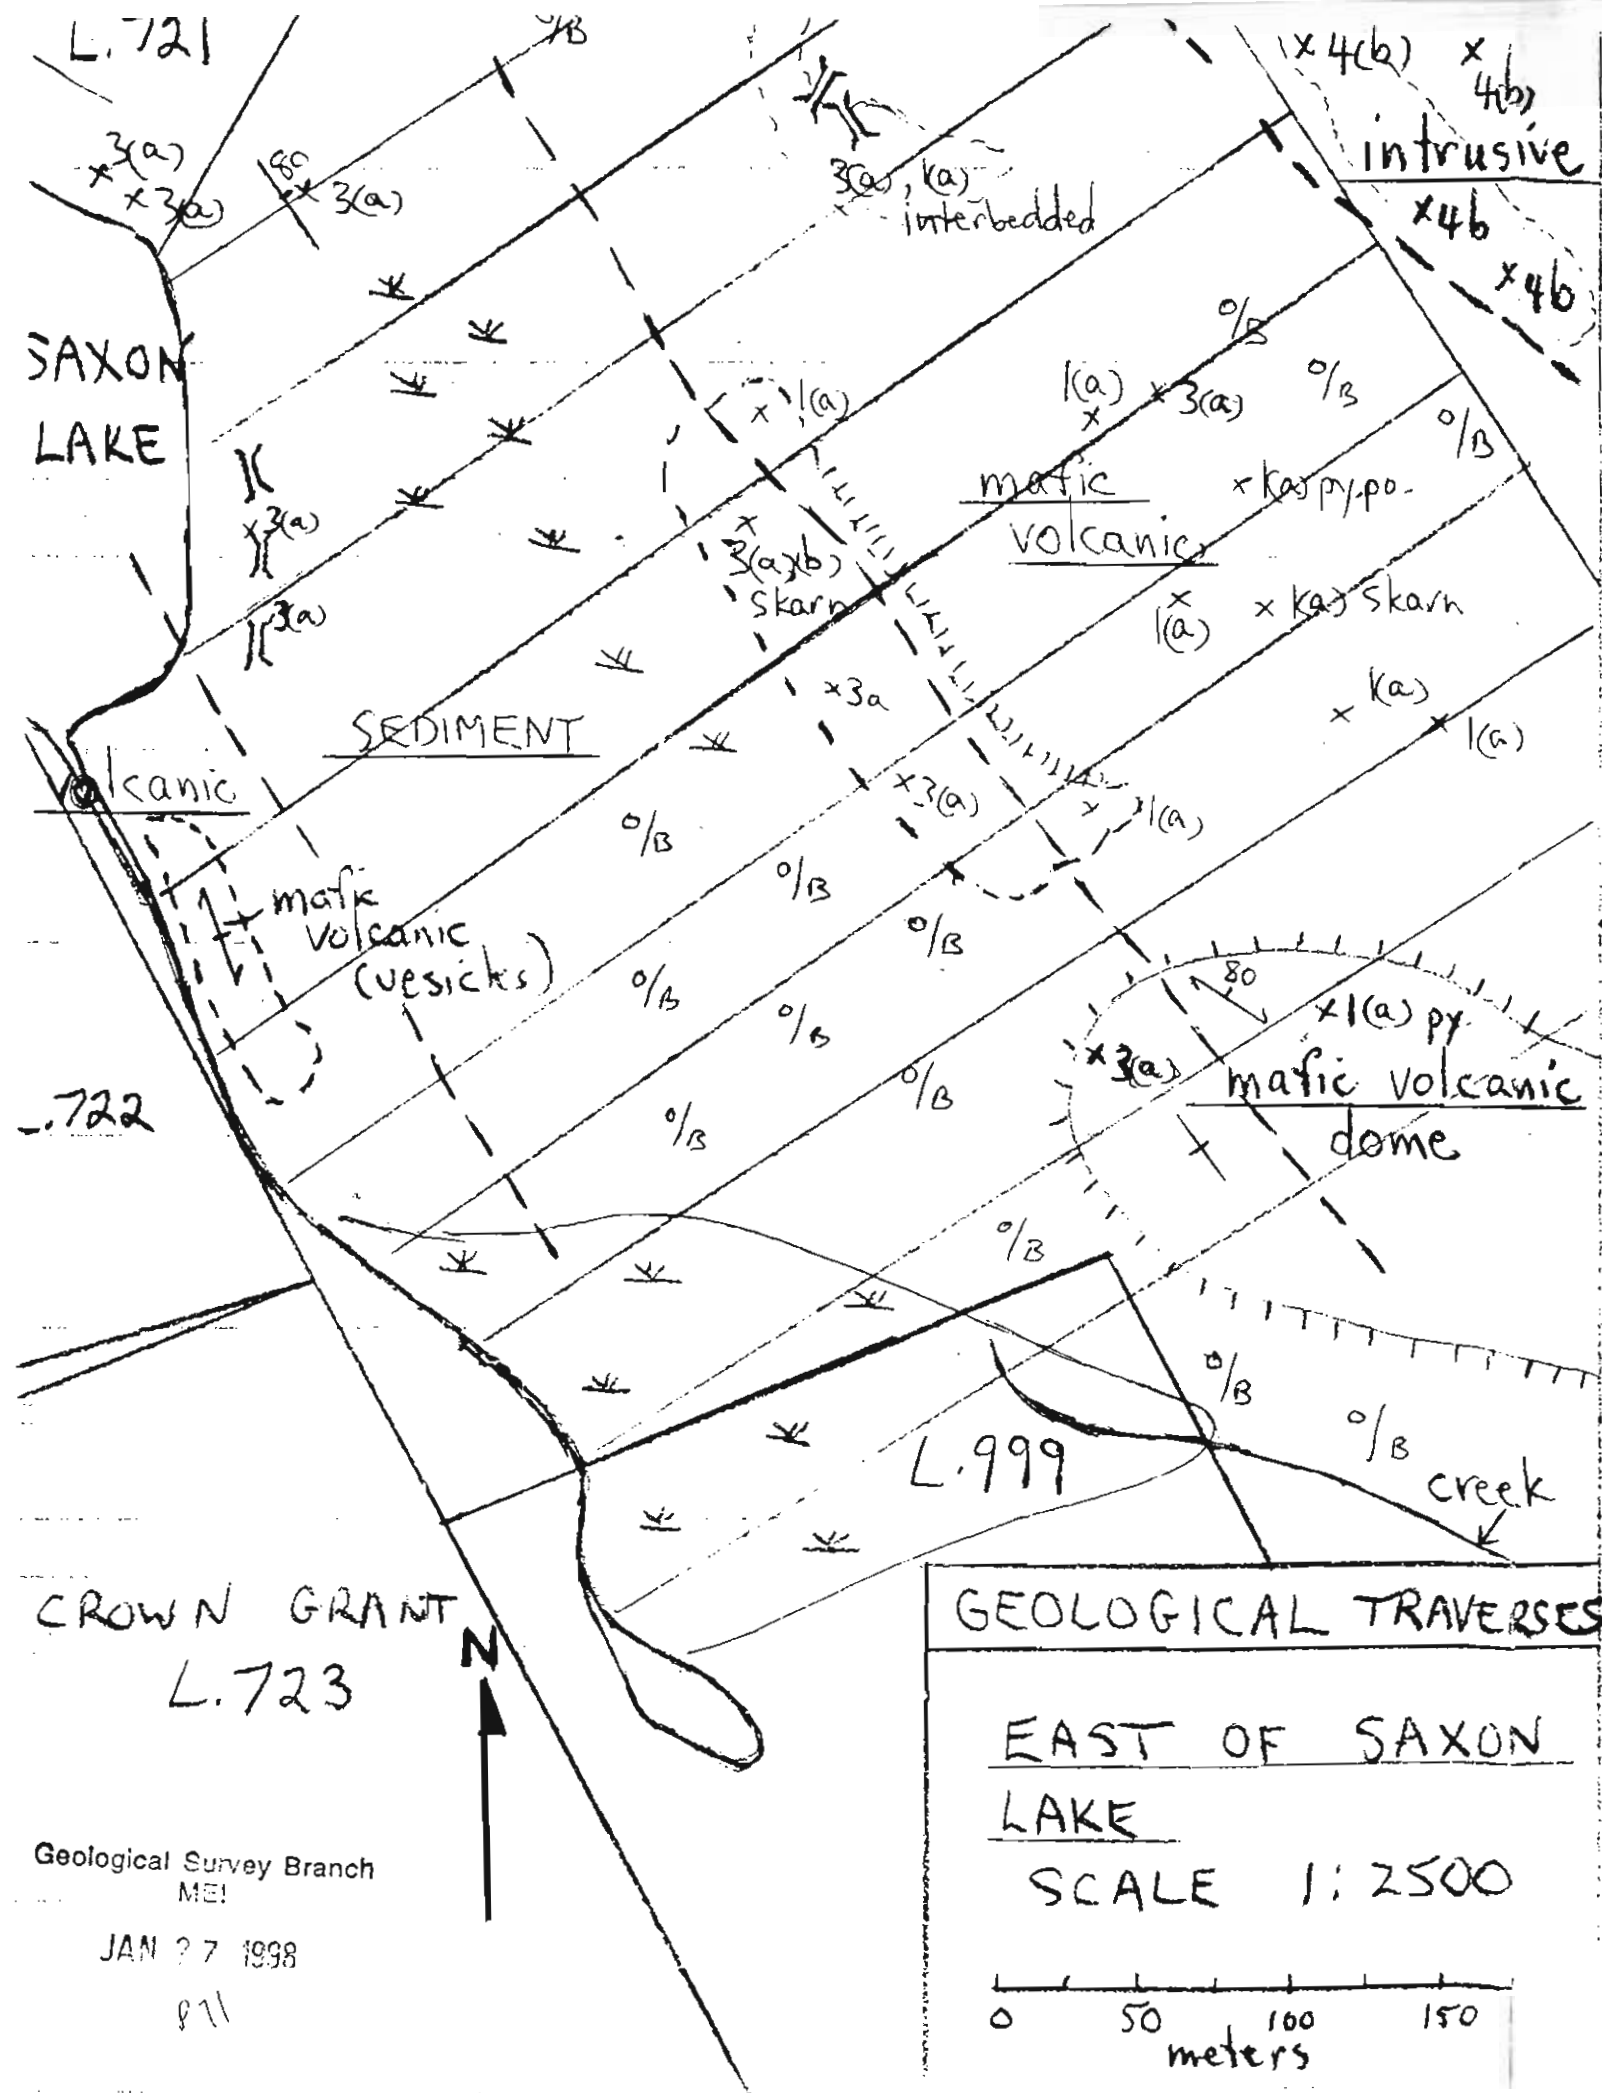 L.721
O/B
x 4(b)
x
4(b)
intrusive
x 3(a)
x 3(a)
80
x 3(a)
3(a), 1(a)
x interbedded
x4b
x4b
SAXON
LAKE
O/B
O/B
O/B
1(a)
x
x 3(a)
x 1(a)
mafic
volcanic
x 1(a) py.po.
x 3(a)
3(a)
x
3(a)(b)
skarn
x
1(a)
x 1(a) skarn
x 3a
SEDIMENT
x 1(a)
x 1(a)
volcanic
x 3(a)
x
x 1(a)
O/B
O/B
O/B
mafic
volcanic
(vesicles)
O/B
O/B
80
x 1(a) py
x 3(a)
mafic volcanic
dome
O/B
L.722
O/B
O/B
O/B
O/B
L.999
creek
CROWN GRANT
L.723
N
GEOLOGICAL TRAVERSES
EAST OF SAXON
LAKE
SCALE 1:2500
0 50 100 150
meters
Geological Survey Branch
MEI
JAN 27 1998